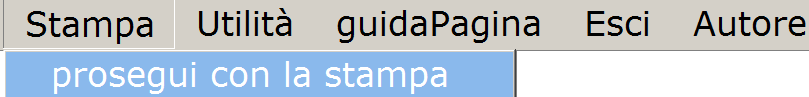 Stampa Utilità guidaPagina Esci Autore
prosegui con la stampa